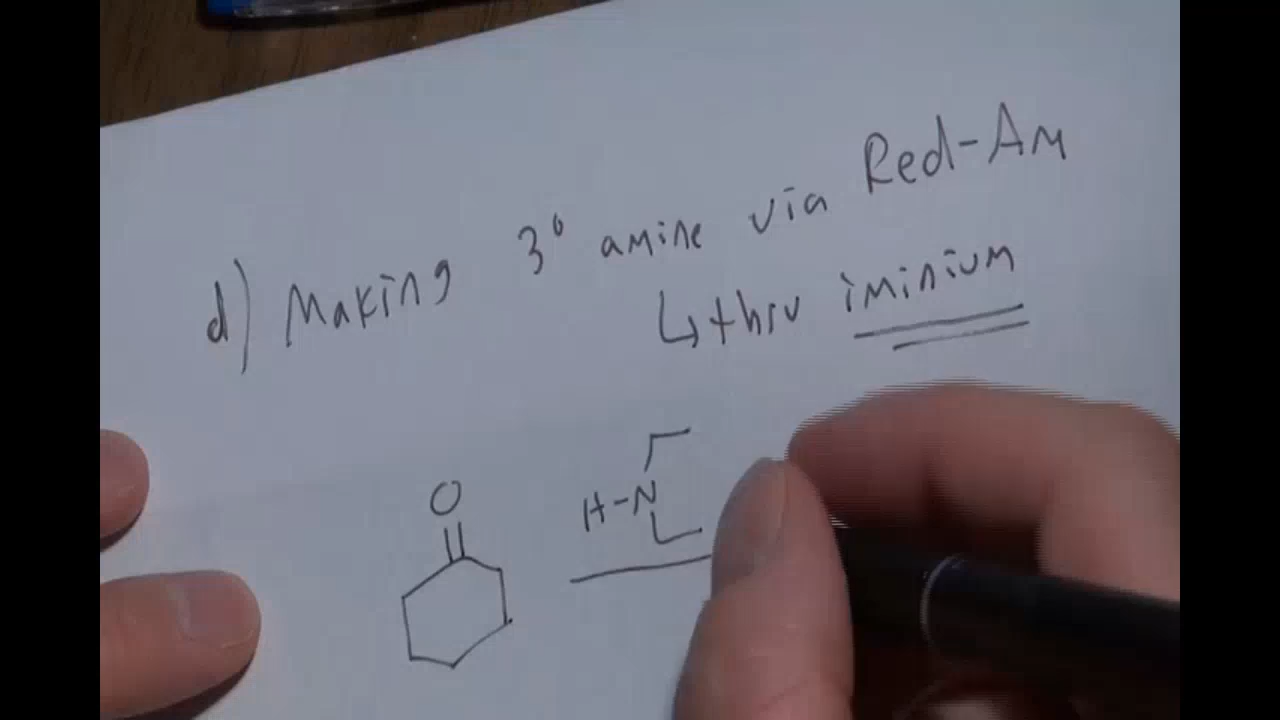 d) Making 3° amine via Red-Am
↳ thru iminium
O
H-N